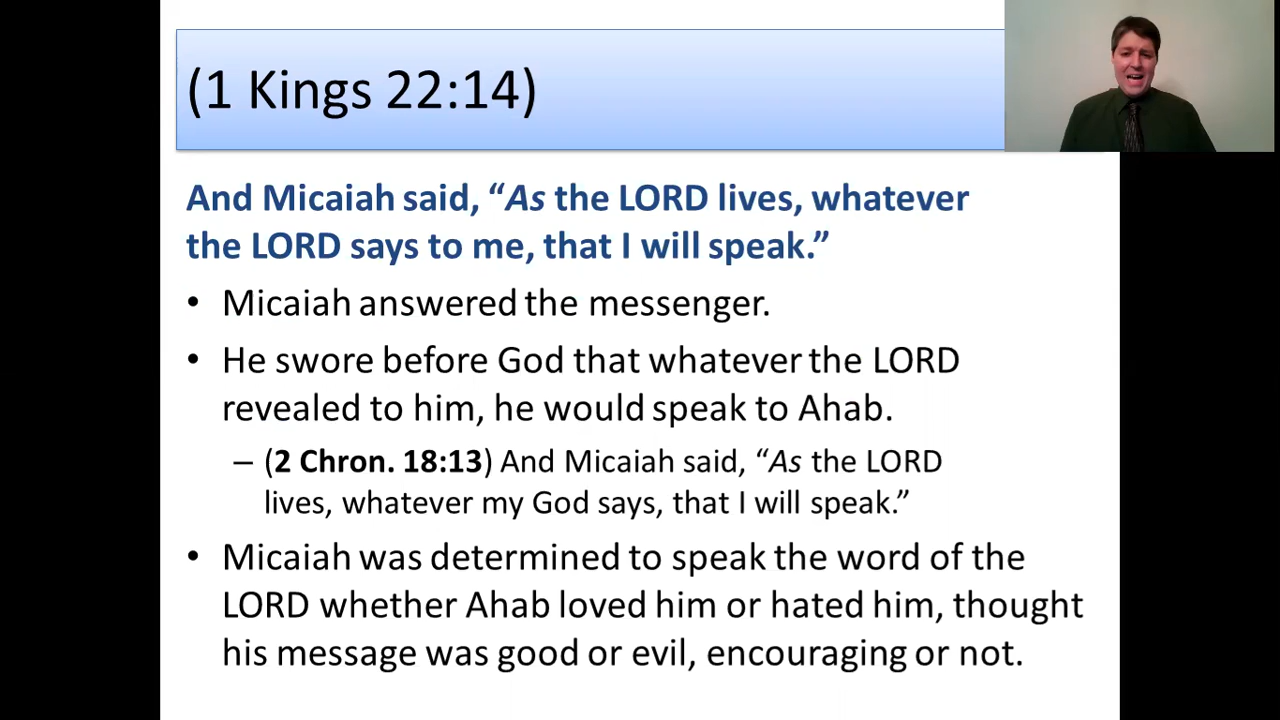 (1 Kings 22:14)
And Micaiah said, “As the LORD lives, whatever
the LORD says to me, that I will speak.”
• Micaiah answered the messenger.
• He swore before God that whatever the LORD
revealed to him, he would speak to Ahab.
– (2 Chron. 18:13) And Micaiah said, “As the LORD
lives, whatever my God says, that I will speak.”
• Micaiah was determined to speak the word of the
LORD whether Ahab loved him or hated him, thought
his message was good or evil, encouraging or not.